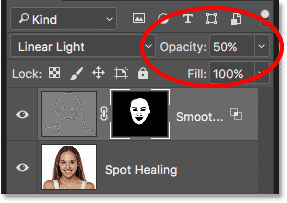 Kind
Linear Light Opacity: 50%
Lock: Fill: 100%
Smoot...
Spot Healing